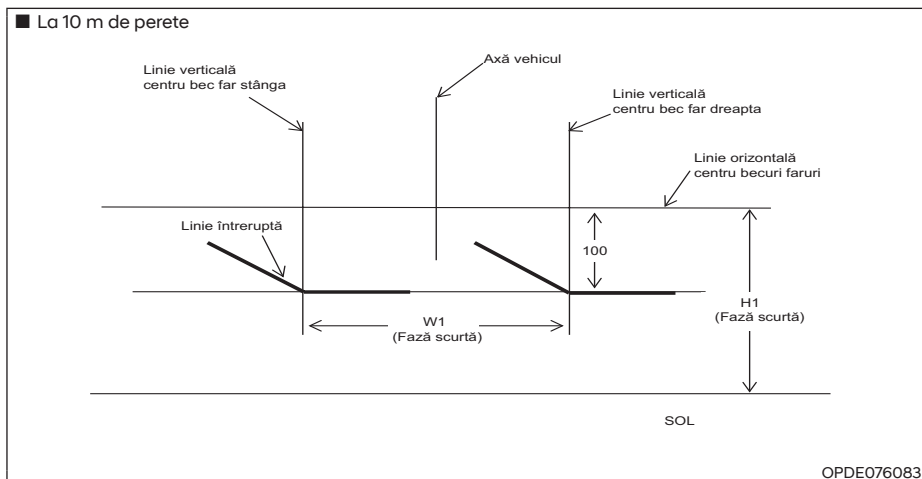 ■ La 10 m de perete
Linie verticală
centru bec far stânga
Axă vehicul
Linie verticală
centru bec far dreapta
Linie orizontală
centru becuri faruri
Linie întreruptă
100
H1
(Fază scurtă)
W1
(Fază scurtă)
SOL
OPDE076083